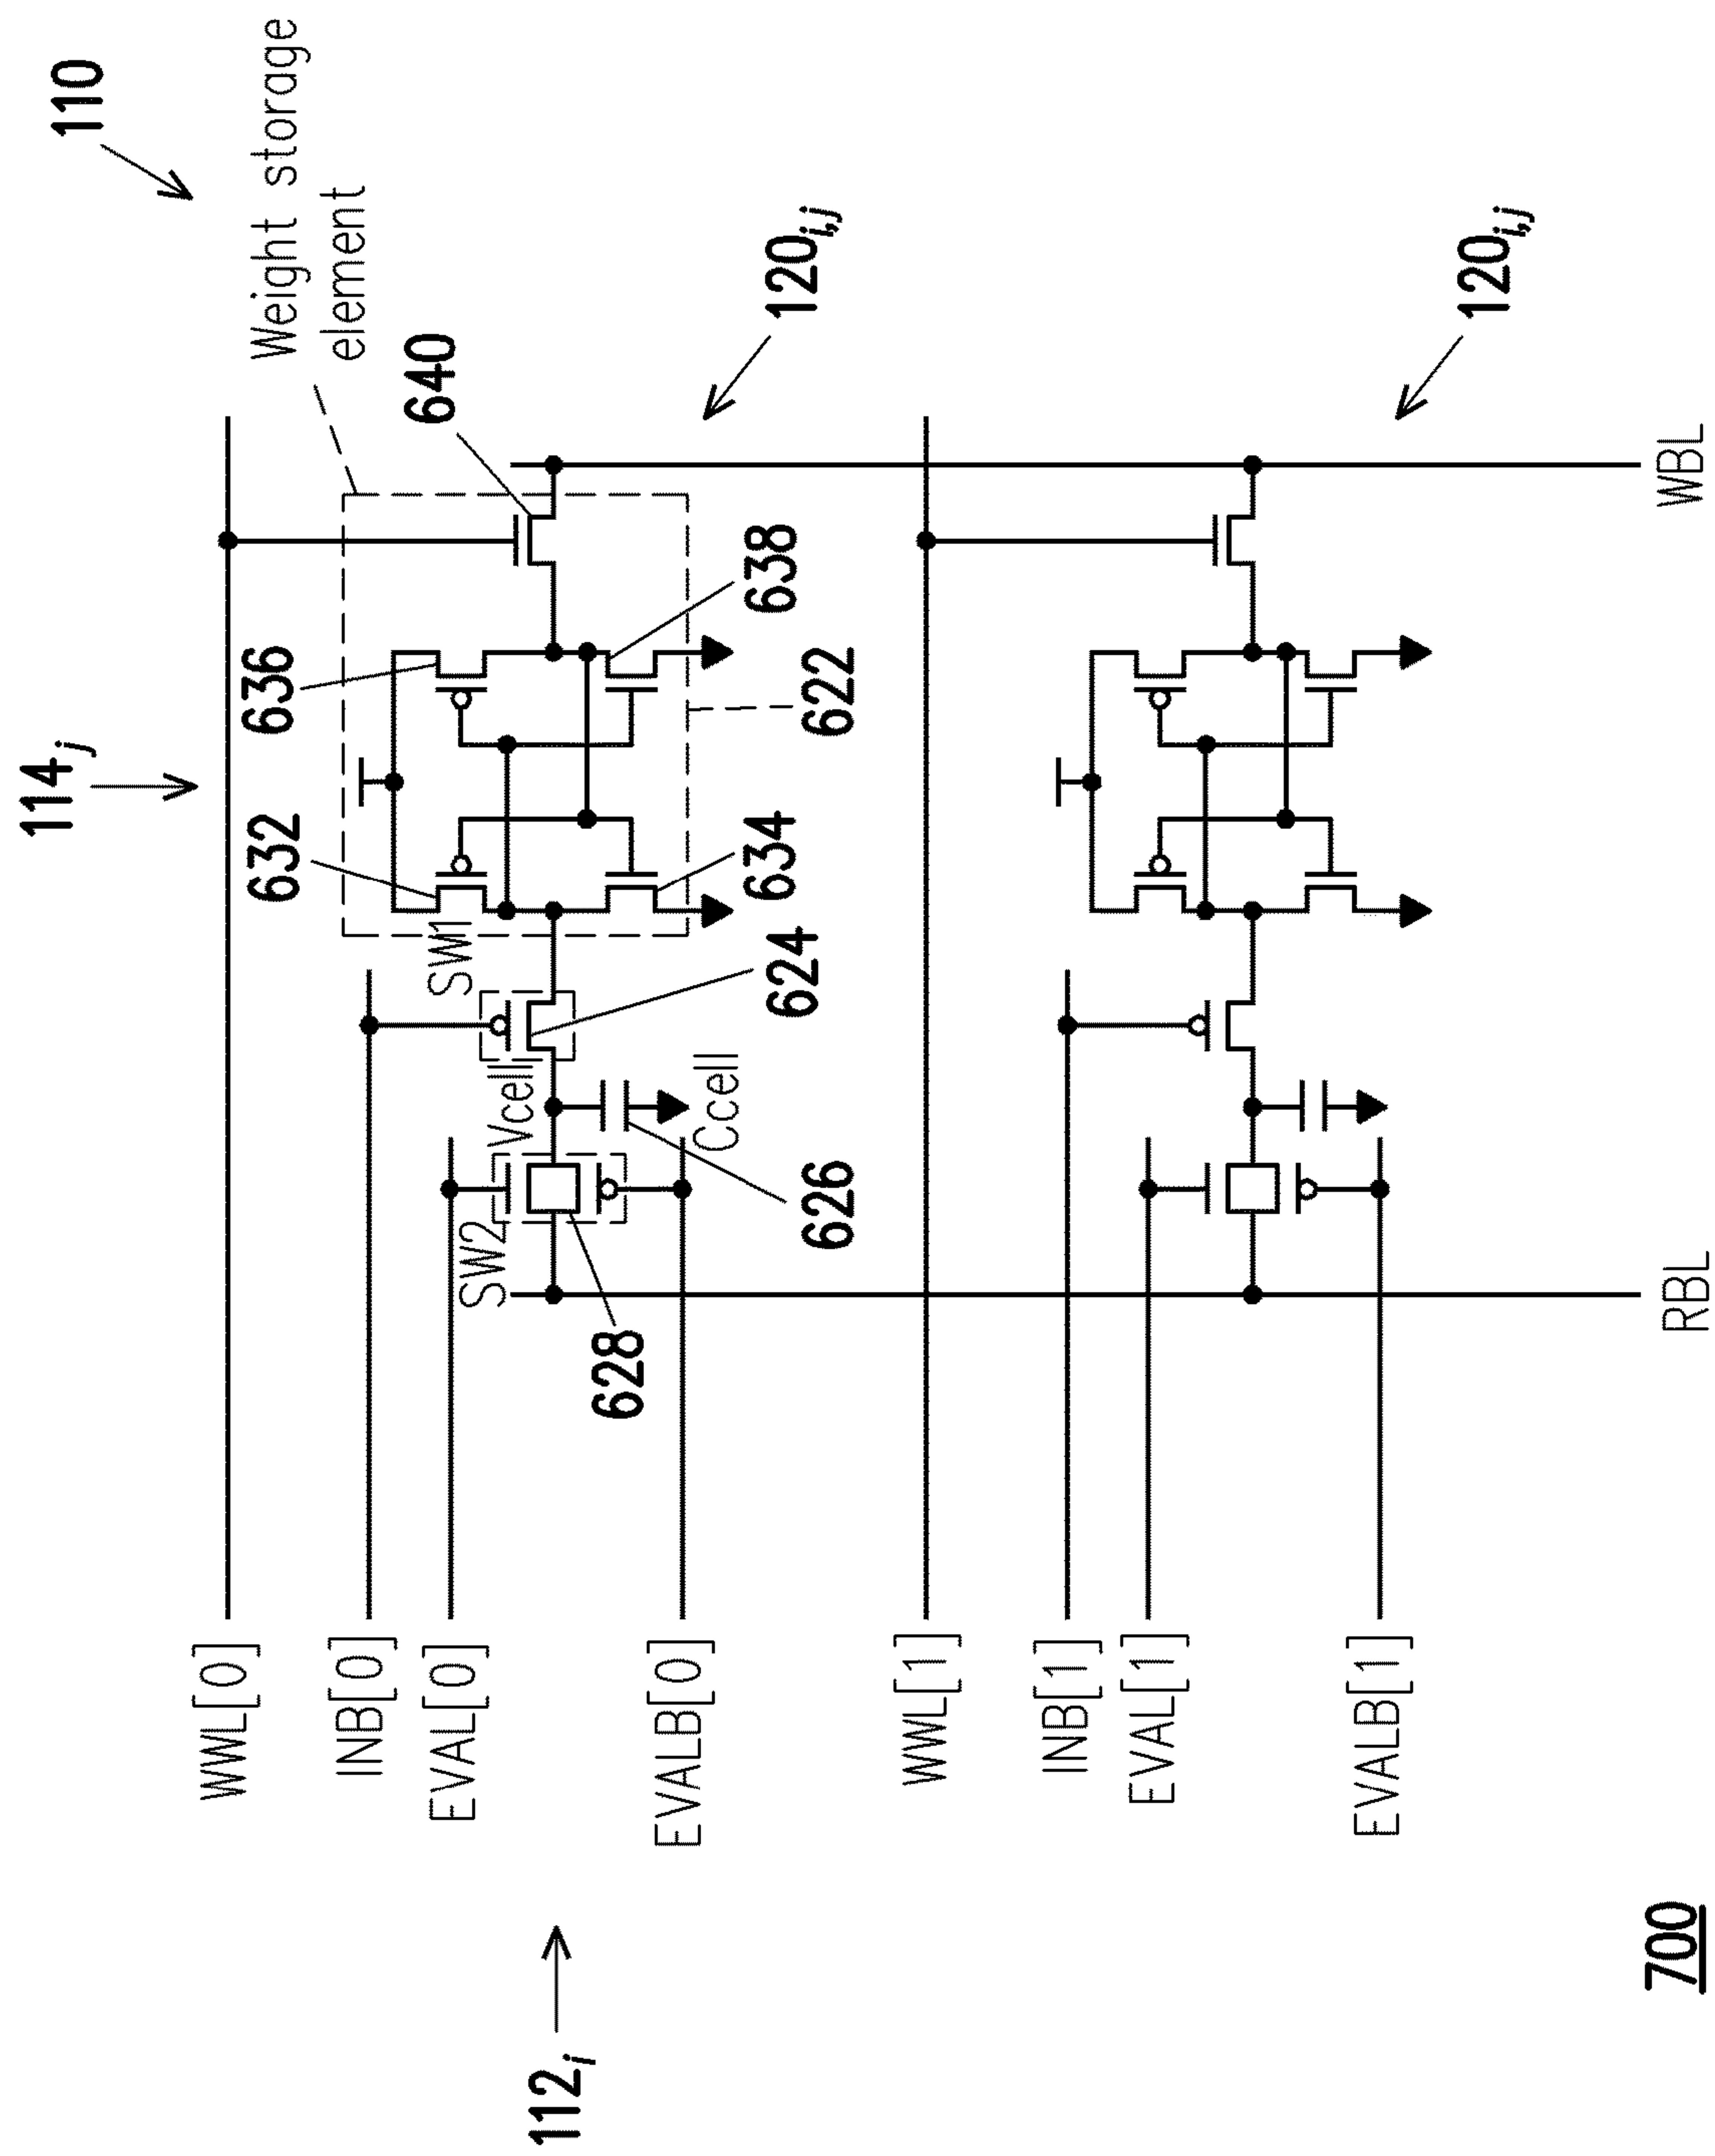 110
114j
Weight storage
element
WWL[0]
632
636
640
INB[0]
SW1
EVAL[0]
Vcell
SW2
112i
628
EVALB[0]
Ccell
634
638
624
120i,j
626
622
WWL[1]
INB[1]
EVAL[1]
EVALB[1]
120i,j
RBL
WBL
700